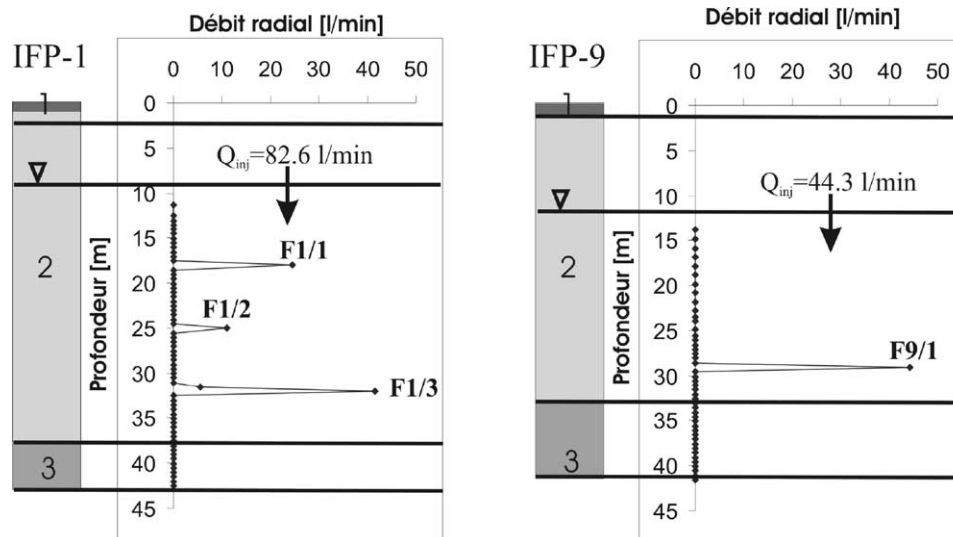 Débit radial [l/min]
IFP-1
0 10 20 30 40 50
1
0
5
Qinj=82.6 l/min
10
15
F1/1
2
20
F1/2
25
30
F1/3
35
3
40
45
Profondeur [m]
Débit radial [l/min]
IFP-9
0 10 20 30 40 50
1
0
5
Qinj=44.3 l/min
10
15
2
20
25
F9/1
30
35
3
40
45
Profondeur [m]